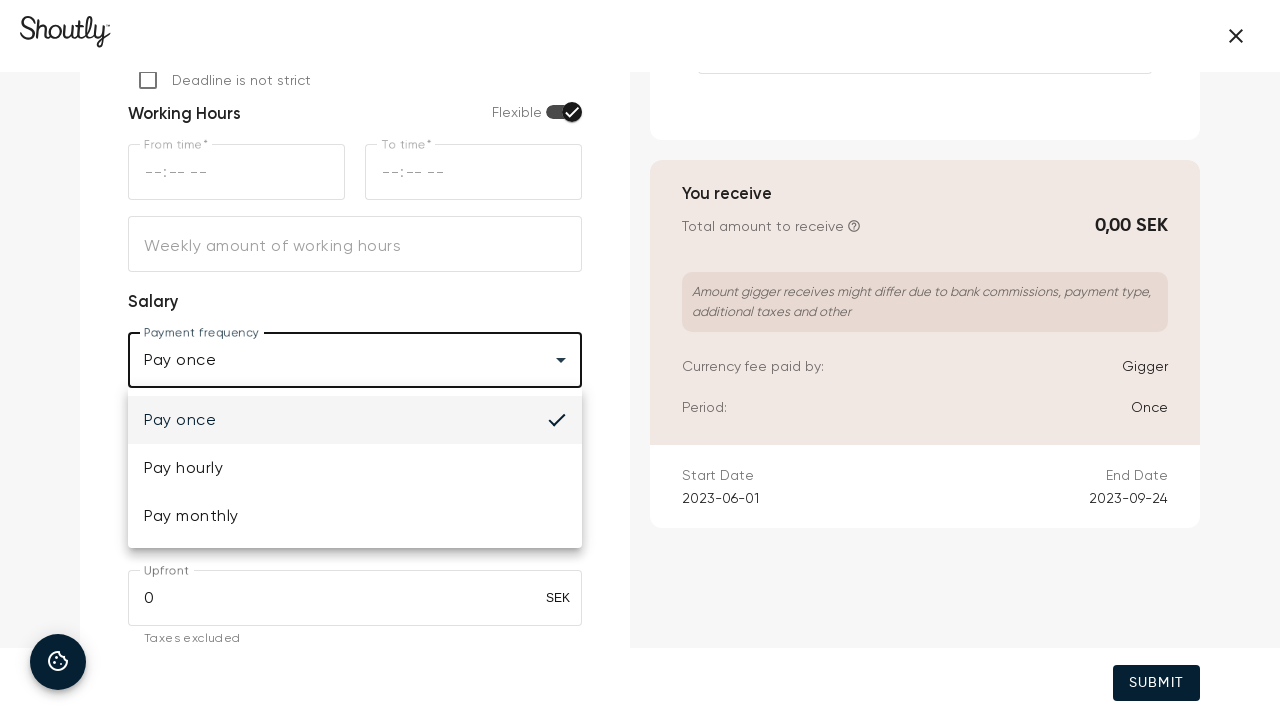 Shoutly™
Deadline is not strict
Working Hours
Flexible
From time*
--:-- --
To time*
--:-- --
Weekly amount of working hours
Salary
Payment frequency
Pay once
Pay once
Pay hourly
Pay monthly
Upfront
0
SEK
Taxes excluded
You receive
Total amount to receive
0,00 SEK
Amount gigger receives might differ due to bank commissions, payment type,
additional taxes and other
Currency fee paid by:
Gigger
Period:
Once
Start Date
End Date
2023-06-01
2023-09-24
SUBMIT